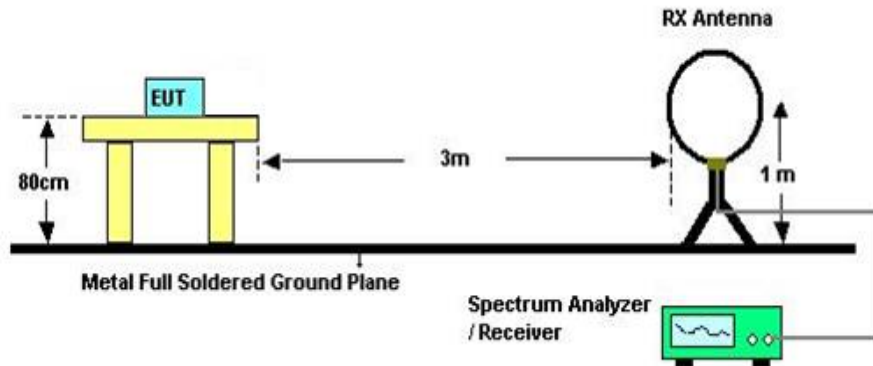 RX Antenna
EUT
80cm
3m
1 m
Metal Full Soldered Ground Plane
Spectrum Analyzer
/ Receiver